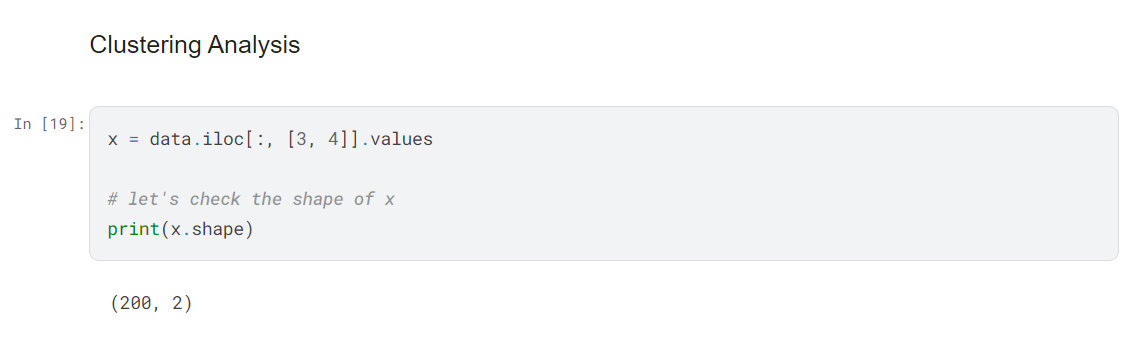 Clustering Analysis
In [19]:
x = data.iloc[:, [3, 4]].values
# let's check the shape of x
print(x.shape)
(200, 2)